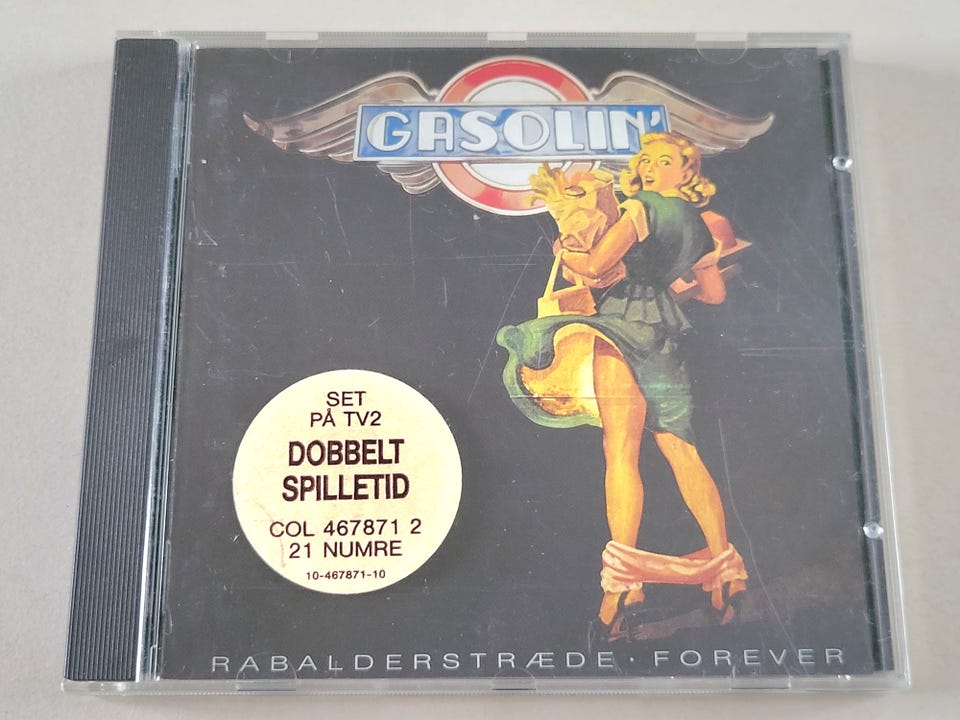 GASOLIN'
SET
PÅ TV2
DOBBELT
SPILLETID
COL 467871 2
21 NUMRE
10-467871-10
RABALDERSTRÆDE · FOREVER